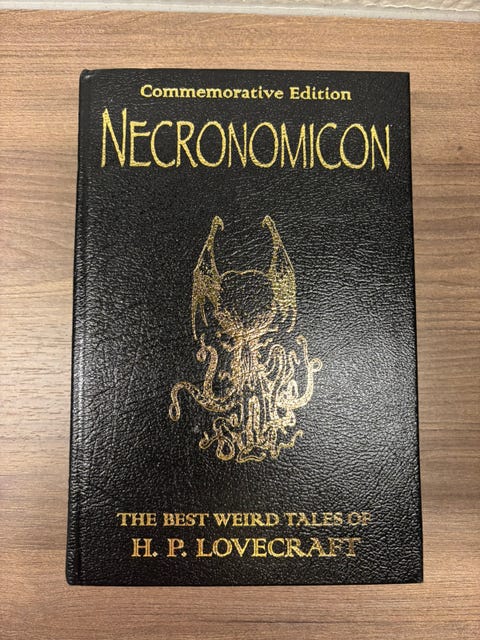 Commemorative Edition
NECRONOMICON
THE BEST WEIRD TALES OF
H. P. LOVECRAFT